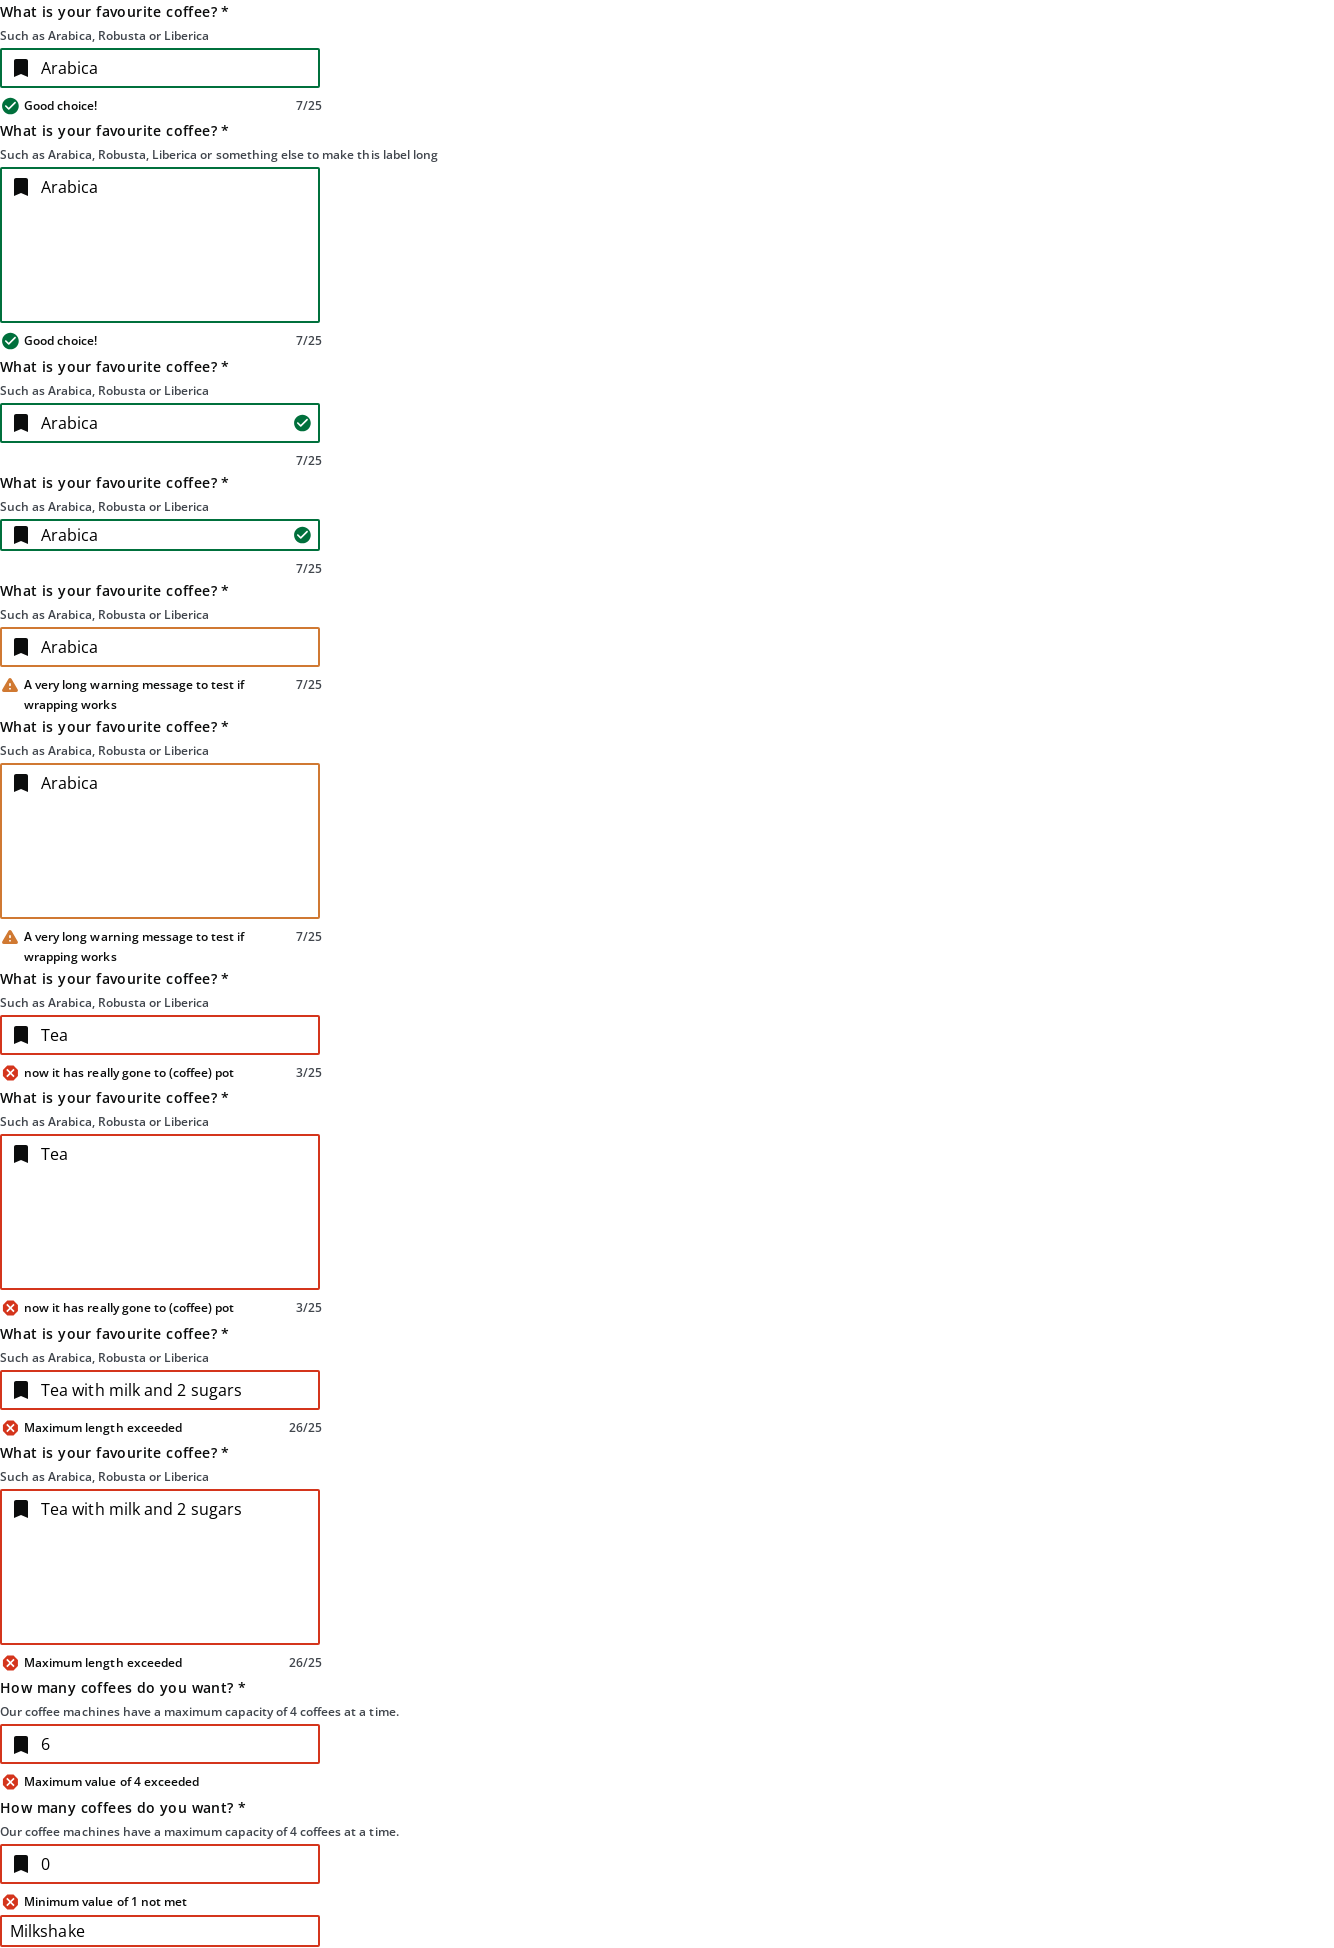 What is your favourite coffee? *
Such as Arabica, Robusta or Liberica
Arabica
Good choice! 7/25
What is your favourite coffee? *
Such as Arabica, Robusta, Liberica or something else to make this label long
Arabica
Good choice! 7/25
What is your favourite coffee? *
Such as Arabica, Robusta or Liberica
Arabica
7/25
What is your favourite coffee? *
Such as Arabica, Robusta or Liberica
Arabica
7/25
What is your favourite coffee? *
Such as Arabica, Robusta or Liberica
Arabica
A very long warning message to test if 7/25
wrapping works
What is your favourite coffee? *
Such as Arabica, Robusta or Liberica
Arabica
A very long warning message to test if 7/25
wrapping works
What is your favourite coffee? *
Such as Arabica, Robusta or Liberica
Tea
now it has really gone to (coffee) pot 3/25
What is your favourite coffee? *
Such as Arabica, Robusta or Liberica
Tea
now it has really gone to (coffee) pot 3/25
What is your favourite coffee? *
Such as Arabica, Robusta or Liberica
Tea with milk and 2 sugars
Maximum length exceeded 26/25
What is your favourite coffee? *
Such as Arabica, Robusta or Liberica
Tea with milk and 2 sugars
Maximum length exceeded 26/25
How many coffees do you want? *
Our coffee machines have a maximum capacity of 4 coffees at a time.
6
Maximum value of 4 exceeded
How many coffees do you want? *
Our coffee machines have a maximum capacity of 4 coffees at a time.
0
Minimum value of 1 not met
Milkshake